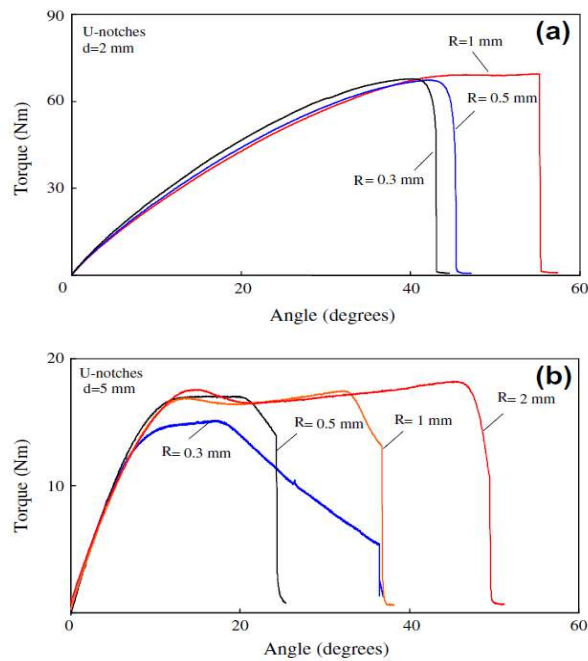 90
U-notches
d=2 mm
(a)
R=1 mm
R= 0.5 mm
R= 0.3 mm
60
30
0
20
40
60
Torque (Nm)
Angle (degrees)
20
U-notches
d=5 mm
(b)
R= 2 mm
R= 1 mm
R= 0.5 mm
R= 0.3 mm
10
0
0
20
40
60
Torque (Nm)
Angle (degrees)